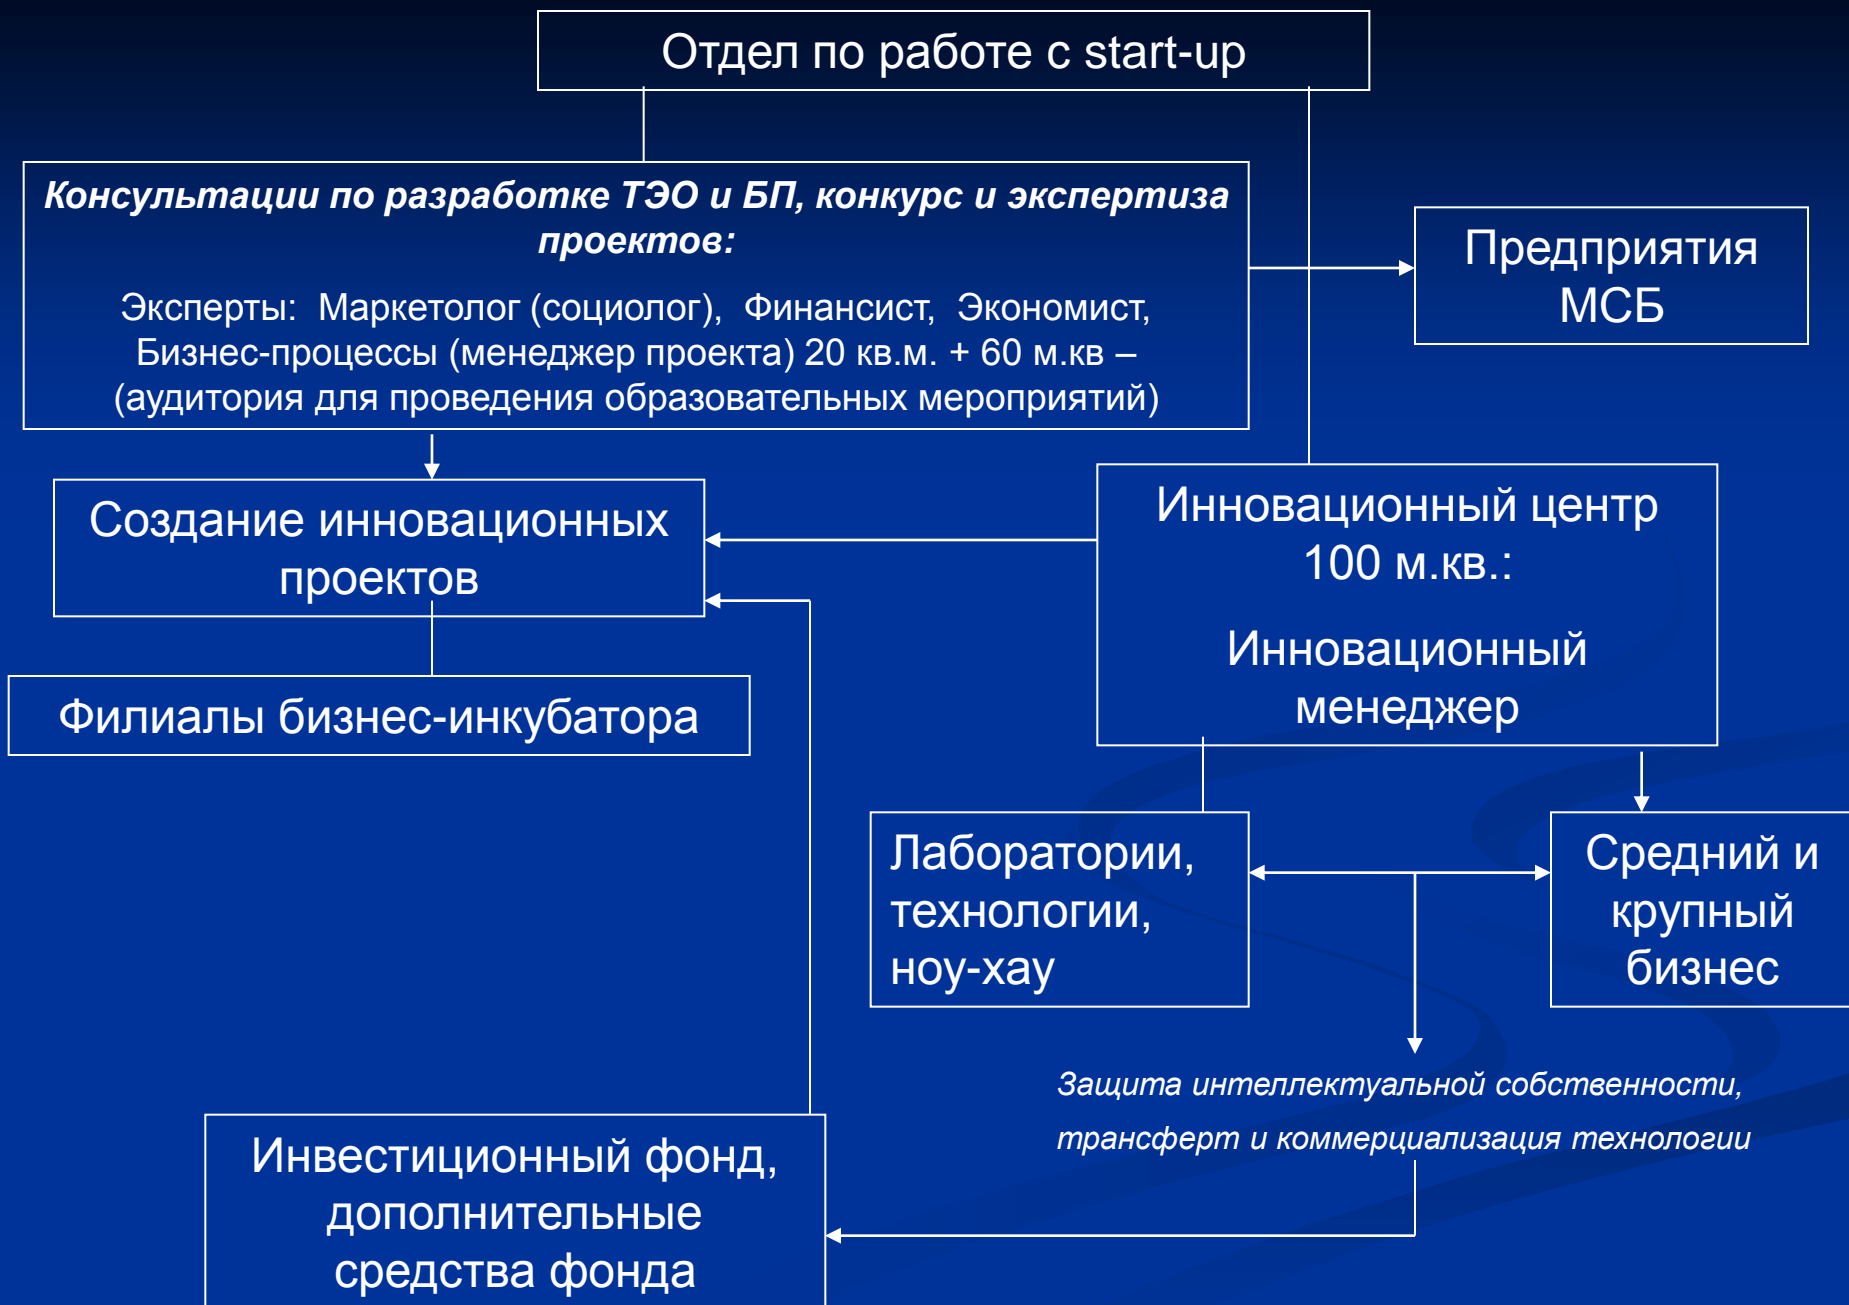 Отдел по работе с start-up
Консультации по разработке ТЭО и БП, конкурс и экспертиза
проектов:
Эксперты: Маркетолог (социолог), Финансист, Экономист,
Бизнес-процессы (менеджер проекта) 20 кв.м. + 60 м.кв –
(аудитория для проведения образовательных мероприятий)
Предприятия
МСБ
Создание инновационных
проектов
Инновационный центр
100 м.кв.:
Инновационный
менеджер
Филиалы бизнес-инкубатора
Лаборатории,
технологии,
ноу-хау
Средний и
крупный
бизнес
Защита интеллектуальной собственности,
трансферт и коммерциализация технологии
Инвестиционный фонд,
дополнительные
средства фонда